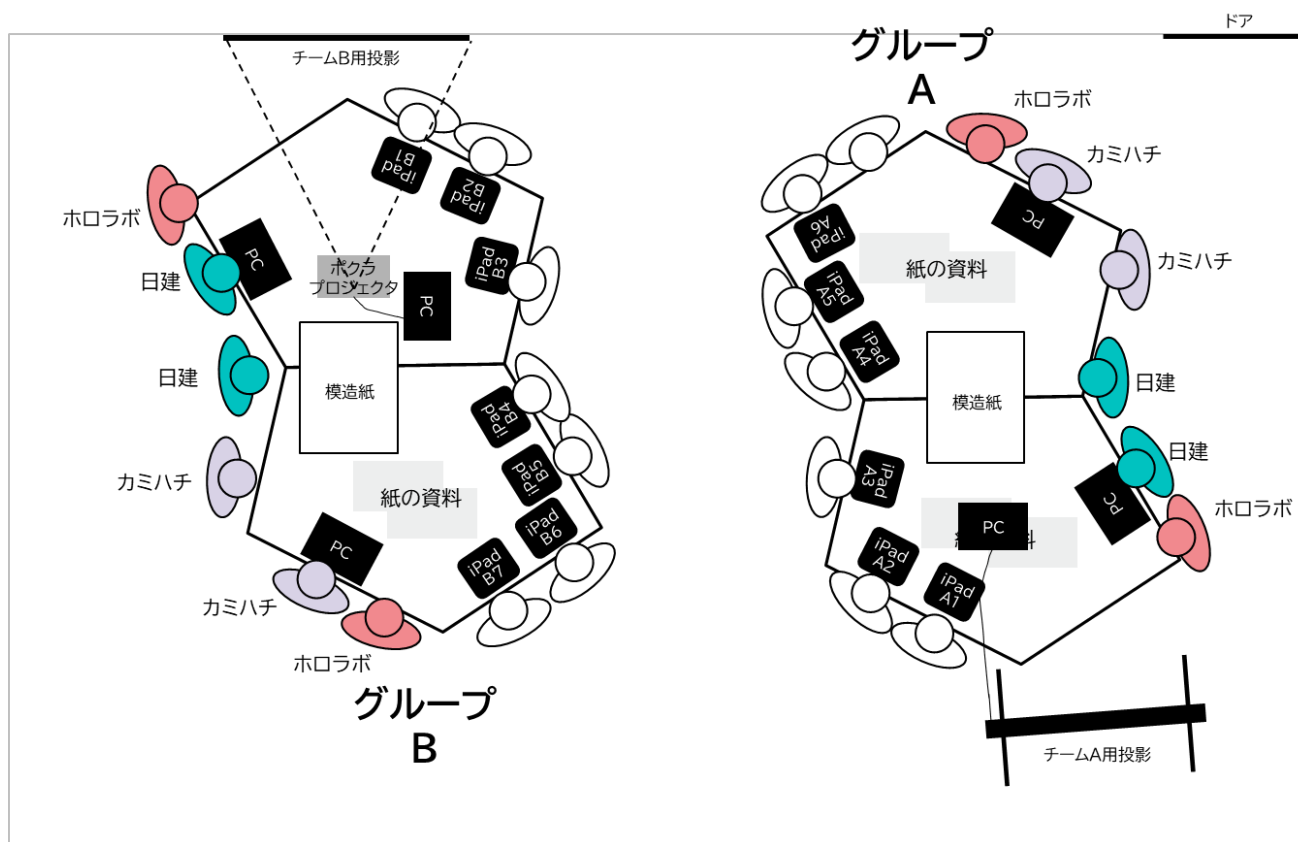 ドア
チームB用投影
グループ
A
ホロラボ
カミハチ
PC
カミハチ
日建
日建
PC
ホロラボ
iPad
A6
iPad
A5
iPad
A4
紙の資料
模造紙
iPad
A3
iPad
A2
iPad
A1
PC
チームA用投影
iPad
B1
iPad
B2
iPad
B3
ホロラボ
PC
日建
ポケラ
プロジェクタ
PC
日建
模造紙
iPad
B4
iPad
B5
カミハチ
紙の資料
iPad
B6
iPad
B7
PC
カミハチ
ホロラボ
グループ
B